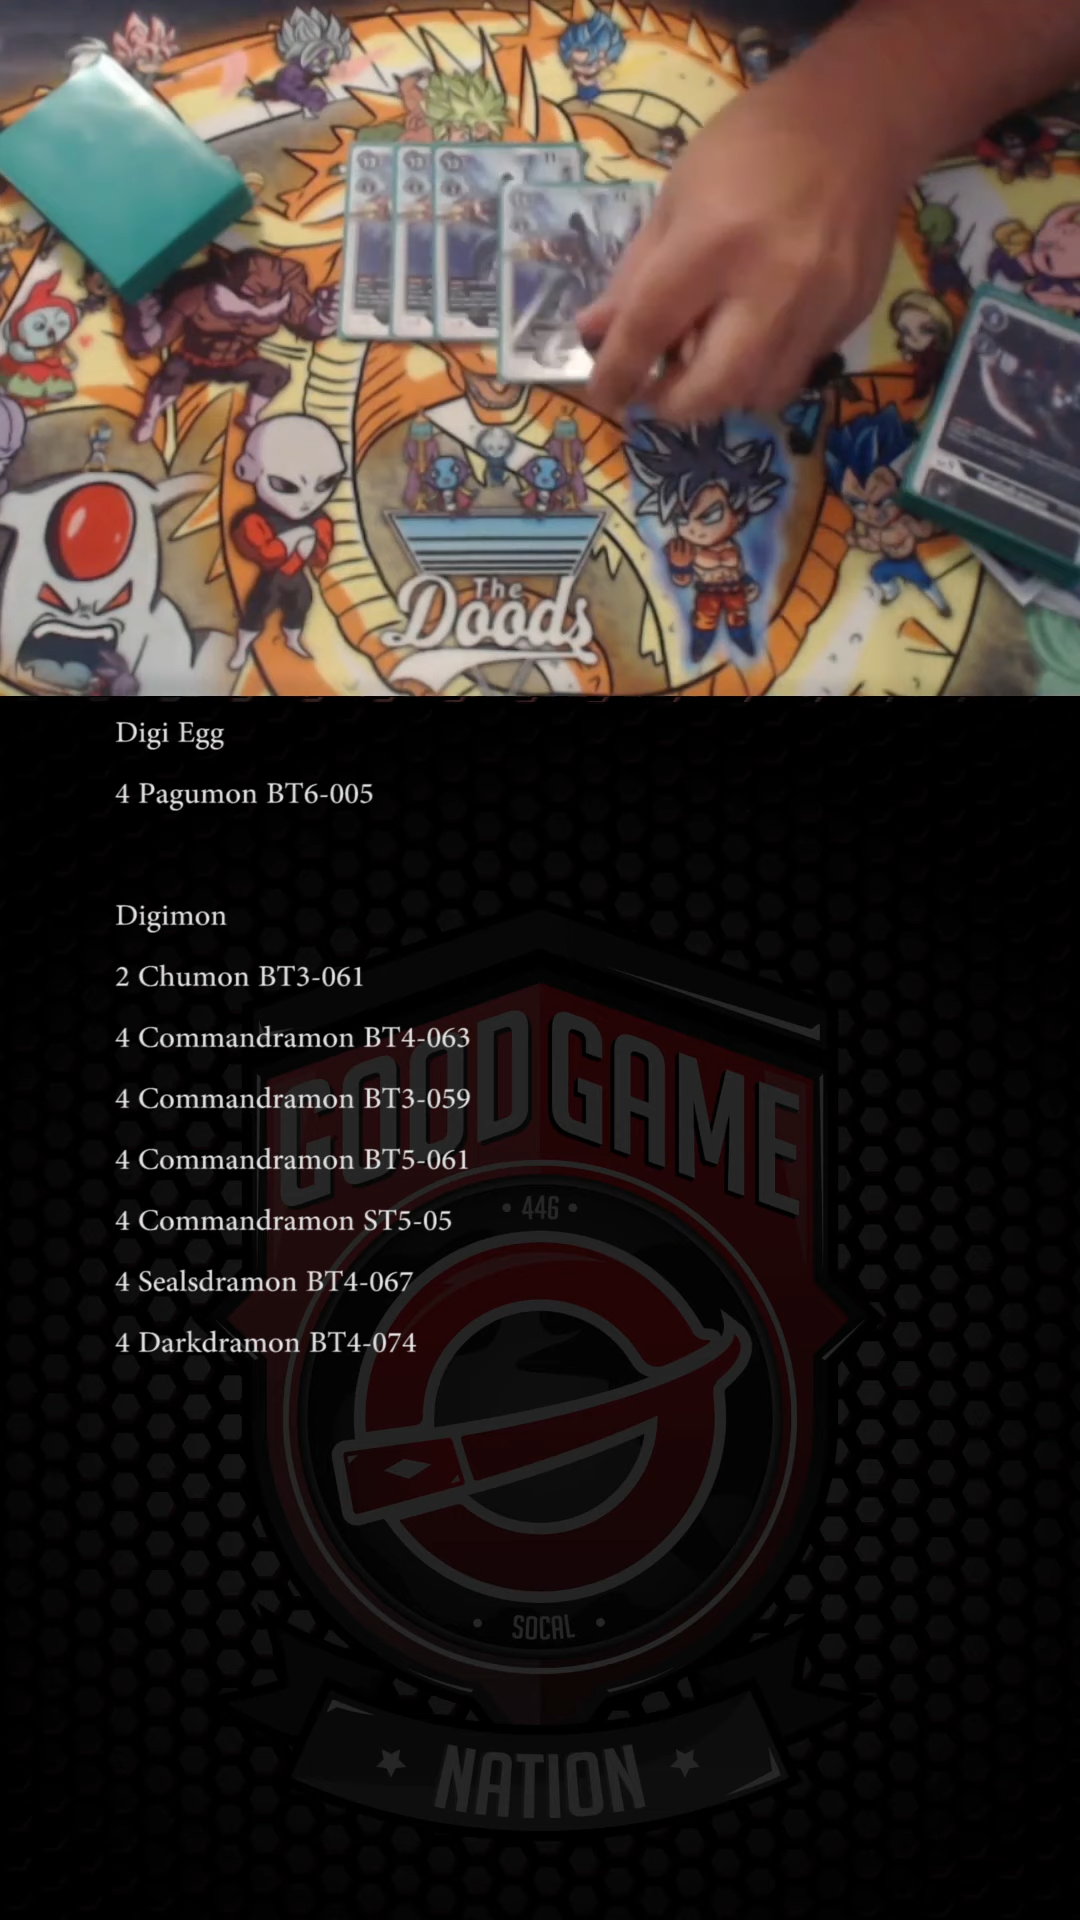 The
Doods
Digi Egg
4 Pagumon BT6-005
Digimon
2 Chumon BT3-061
4 Commandramon BT4-063
4 Commandramon BT3-059
4 Commandramon BT5-061
4 Commandramon ST5-05
4 Sealsdramon BT4-067
4 Darkdramon BT4-074
GOOD GAME
• 446 •
• SOCAL •
NATION